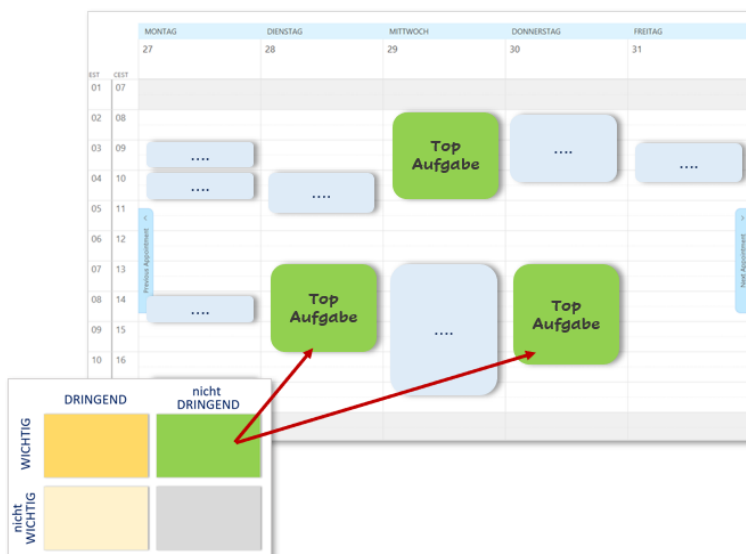 MONTAG DIENSTAG MITTWOCH DONNERSTAG FREITAG
27 28 29 30 31
EST CEST
01 07
02 08
03 09
04 10
05 11
06 12
07 13
08 14
09 15
10 16
Previous Appointment
Next Appointment
....
....
....
....
Top
Aufgabe
Top
Aufgabe
....
....
Top
Aufgabe
....
DRINGEND
nicht
DRINGEND
WICHTIG
nicht
WICHTIG